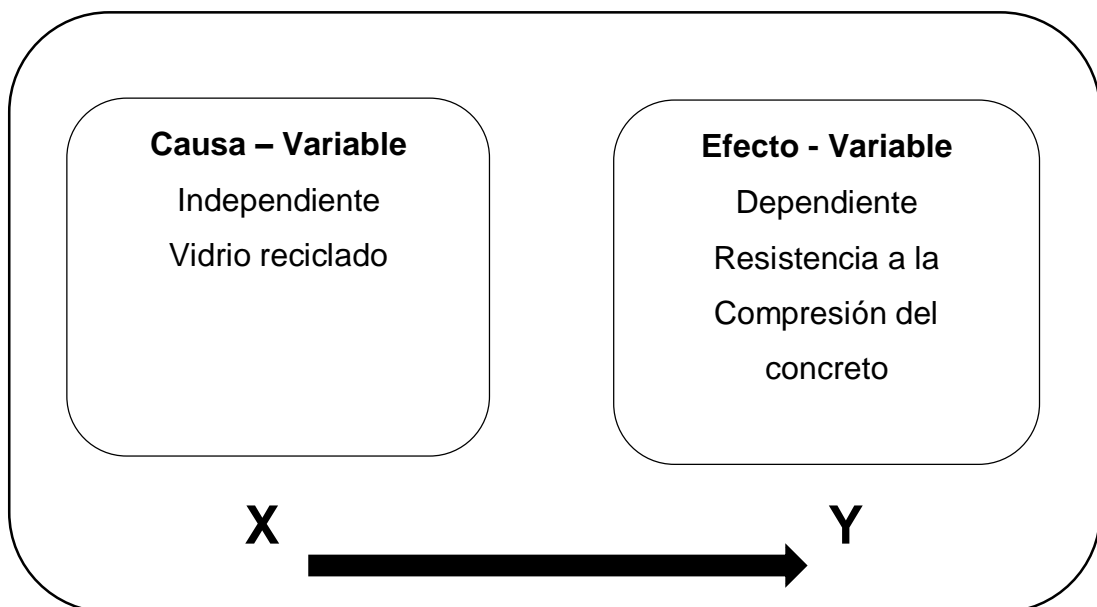 Causa – Variable
Independiente
Vidrio reciclado
Efecto - Variable
Dependiente
Resistencia a la
Compresión del
concreto
X
Y